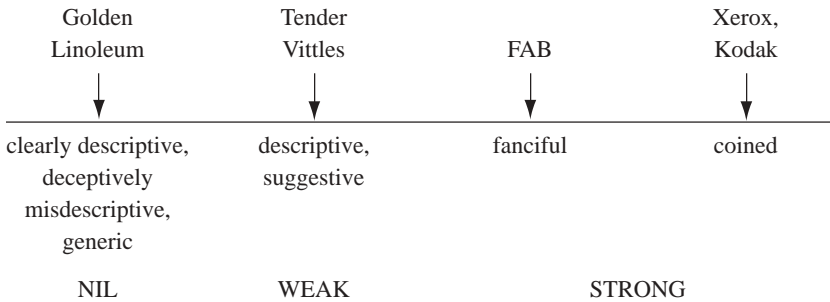 Golden Linoleum
Tender Vittles
FAB
Xerox, Kodak
clearly descriptive,
deceptively
misdescriptive,
generic
descriptive,
suggestive
fanciful
coined
NIL
WEAK
STRONG